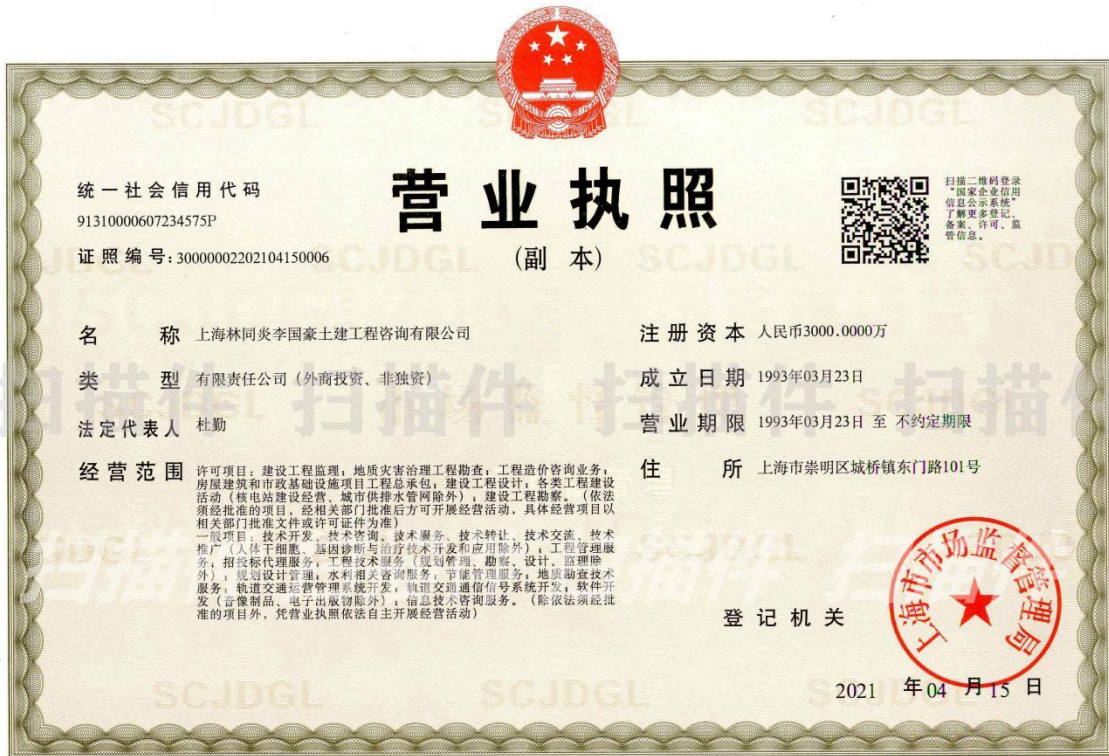 营业执照
(副 本)
统一社会信用代码
91310000607234575P
证照编号:30000002202104150006
扫描二维码登录
“国家企业信用
信息公示系统”
了解更多登记、
备案、许可、监
管信息。
名 称 上海林同炎李国豪土建工程咨询有限公司
类 型 有限责任公司（外商投资、非独资）
法定代表人 杜勤
经营范围 许可项目：建设工程监理；地质灾害治理工程勘查；工程造价咨询业务；
房屋建筑和市政基础设施项目工程总承包；建设工程设计；各类工程建设
活动（核电站建设经营、城市供排水管网除外）；建设工程勘察。（依法
须经批准的项目，经相关部门批准后方可开展经营活动，具体经营项目以
相关部门批准文件或许可证件为准）
一般项目：技术开发、技术咨询、技术服务、技术转让、技术交流、技术
推广（人体干细胞、基因诊断与治疗技术开发和应用除外）；工程管理服
务；招投标代理服务；工程技术服务（规划管理、勘察、设计、监理除
外）；规划设计管理；水利相关咨询服务；节能管理服务；地质勘查技术
服务；轨道交通运营管理系统开发；轨道交通通信信号系统开发；软件开
发（音像制品、电子出版物除外）；信息技术咨询服务。（除依法须经批
准的项目外，凭营业执照依法自主开展经营活动）
注册资本 人民币3000.0000万
成立日期 1993年03月23日
营业期限 1993年03月23日 至 不约定期限
住 所 上海市崇明区城桥镇东门路101号
登记机关
上海市市场监督管理局
2021 年 04 月 15 日
SCJDGL SCJDGL SCJDGL
SCJDGL SCJDGL SCJDGL SCJD
扫描件 扫描件 扫描件 扫描件
SCJDGL SCJDGL SCJDGL